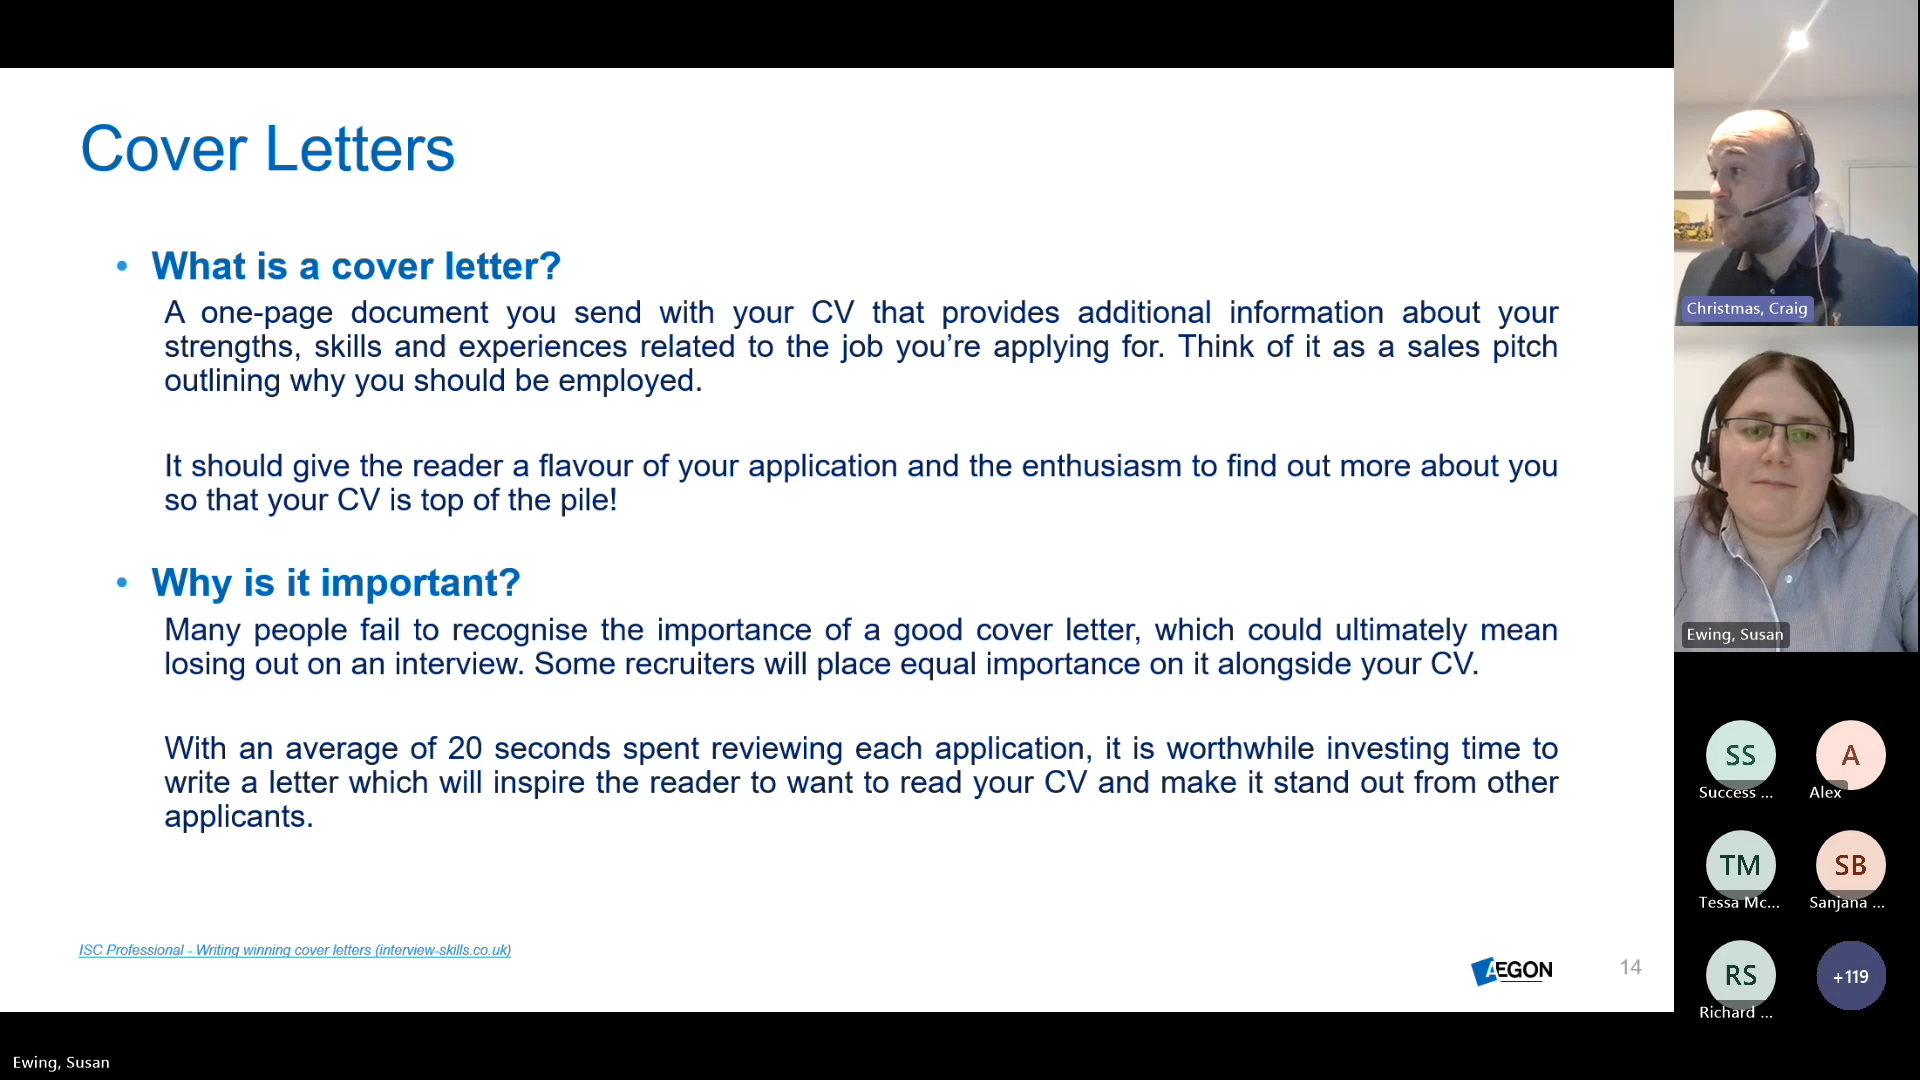 Cover Letters
• What is a cover letter?
A one-page document you send with your CV that provides additional information about your
strengths, skills and experiences related to the job you're applying for. Think of it as a sales pitch
outlining why you should be employed.
It should give the reader a flavour of your application and the enthusiasm to find out more about you
so that your CV is top of the pile!
• Why is it important?
Many people fail to recognise the importance of a good cover letter, which could ultimately mean
losing out on an interview. Some recruiters will place equal importance on it alongside your CV.
With an average of 20 seconds spent reviewing each application, it is worthwhile investing time to
write a letter which will inspire the reader to want to read your CV and make it stand out from other
applicants.
ISC Professional - Writing winning cover letters (interview-skills.co.uk)
AEGON
14
Ewing, Susan
Christmas, Craig
Ewing, Susan
SS
Success ...
A
Alex
TM
Tessa Mc...
SB
Sanjana ...
RS
Richard ...
+119